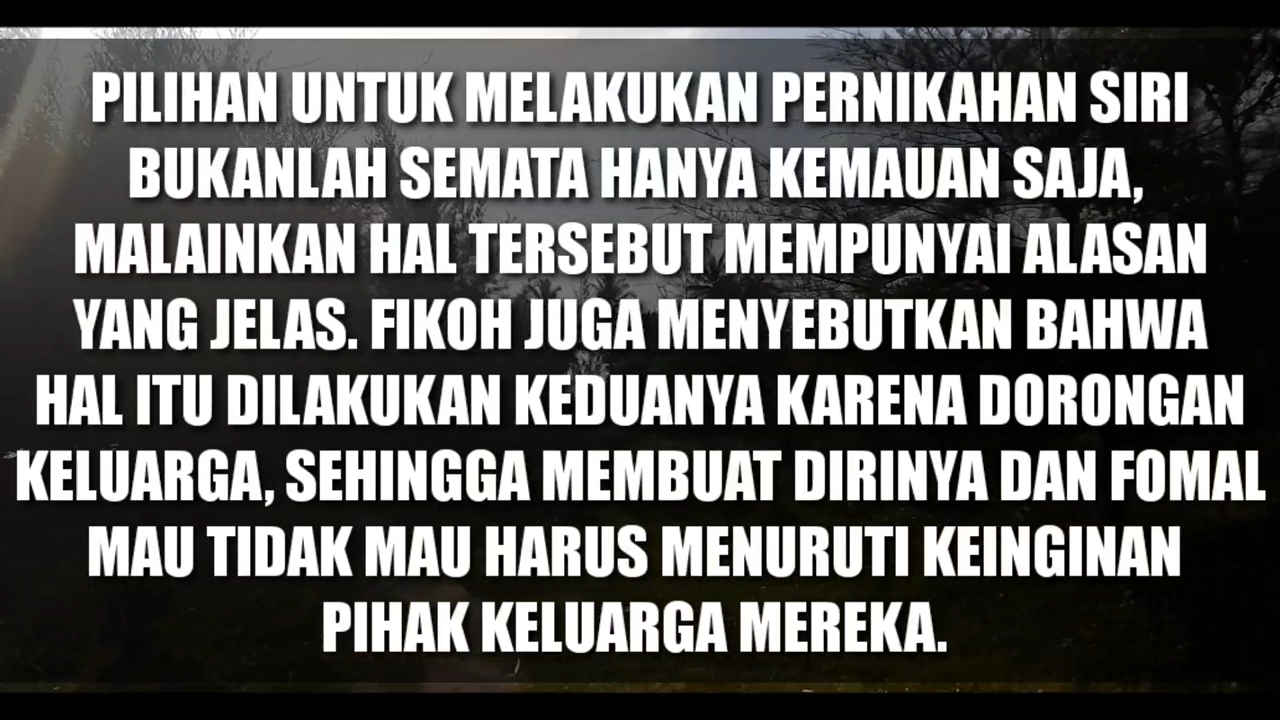 PILIHAN UNTUK MELAKUKAN PERNIKAHAN SIRI
BUKANLAH SEMATA HANYA KEMAUAN SAJA,
MALAINKAN HAL TERSEBUT MEMPUNYAI ALASAN
YANG JELAS. FIKOH JUGA MENYEBUTKAN BAHWA
HAL ITU DILAKUKAN KEDUANYA KARENA DORONGAN
KELUARGA, SEHINGGA MEMBUAT DIRINYA DAN FOMAL
MAU TIDAK MAU HARUS MENURUTI KEINGINAN
PIHAK KELUARGA MEREKA.